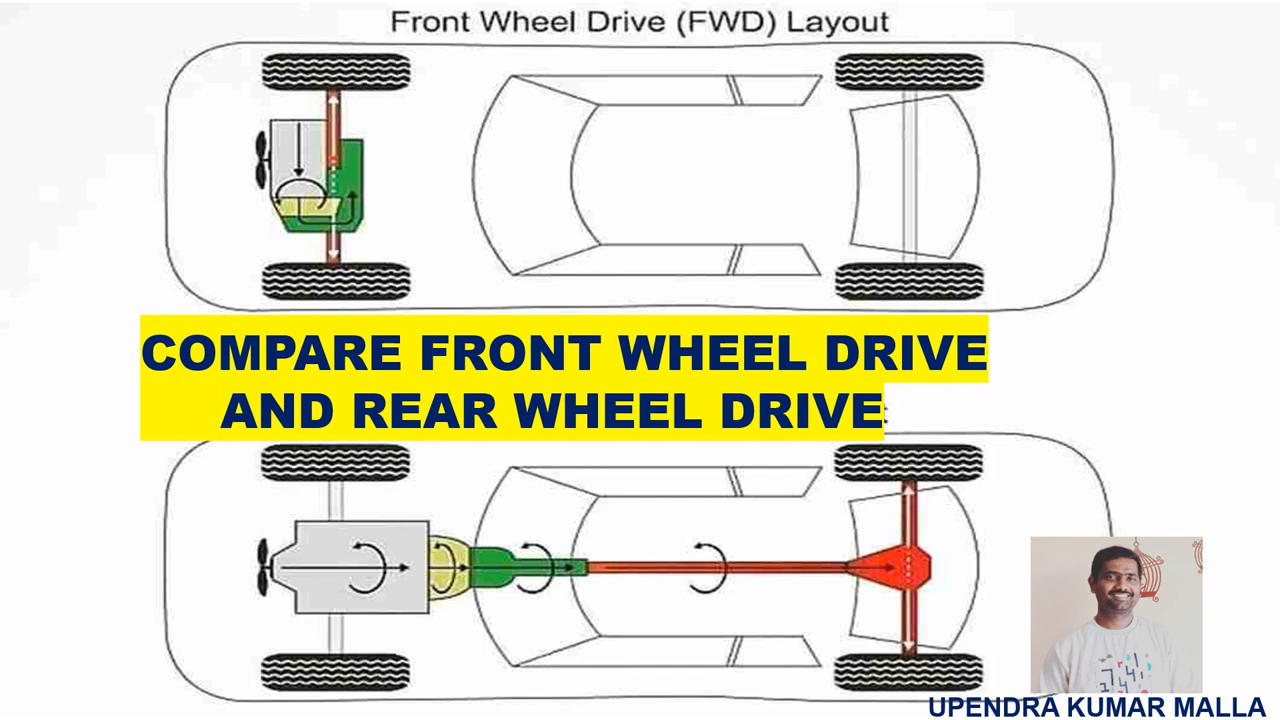 Front Wheel Drive (FWD) Layout
COMPARE FRONT WHEEL DRIVE
AND REAR WHEEL DRIVE
UPENDRA KUMAR MALLA